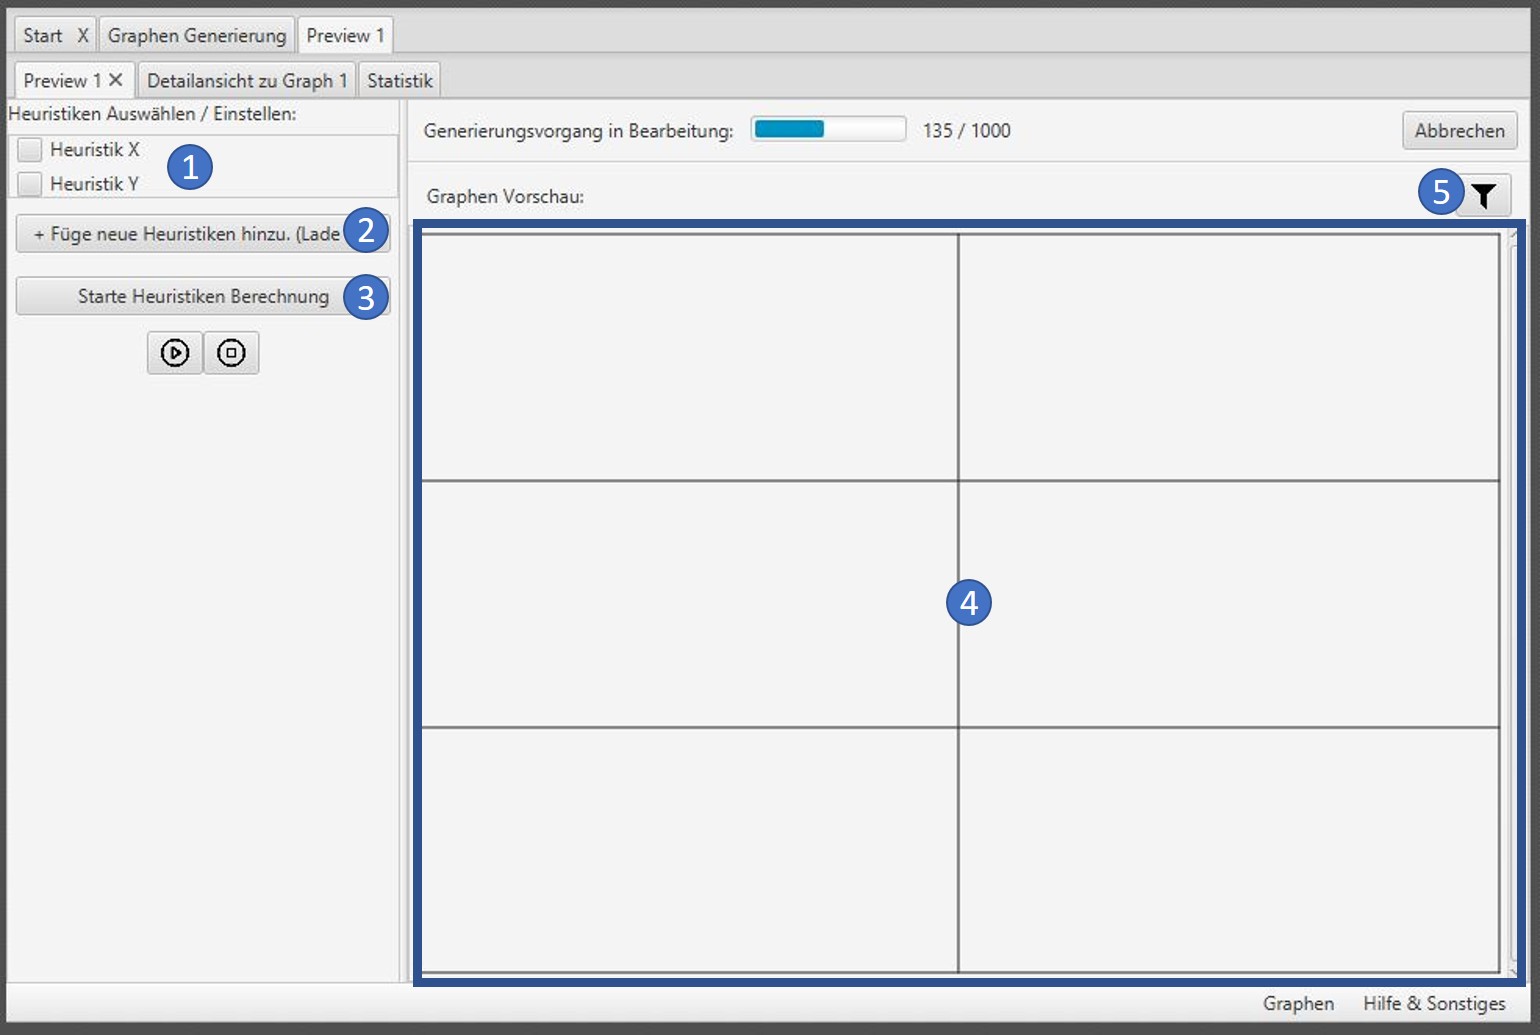 Start X Graphen Generierung Preview 1
Preview 1 X Detailansicht zu Graph 1 Statistik
Heuristiken Auswählen / Einstellen:
Heuristik X
1
Heuristik Y
+ Füge neue Heuristiken hinzu. (Lade 2
Starte Heuristiken Berechnung 3
Generierungsvorgang in Bearbeitung: 135 / 1000 Abbrechen
Graphen Vorschau: 5
4
Graphen Hilfe & Sonstiges